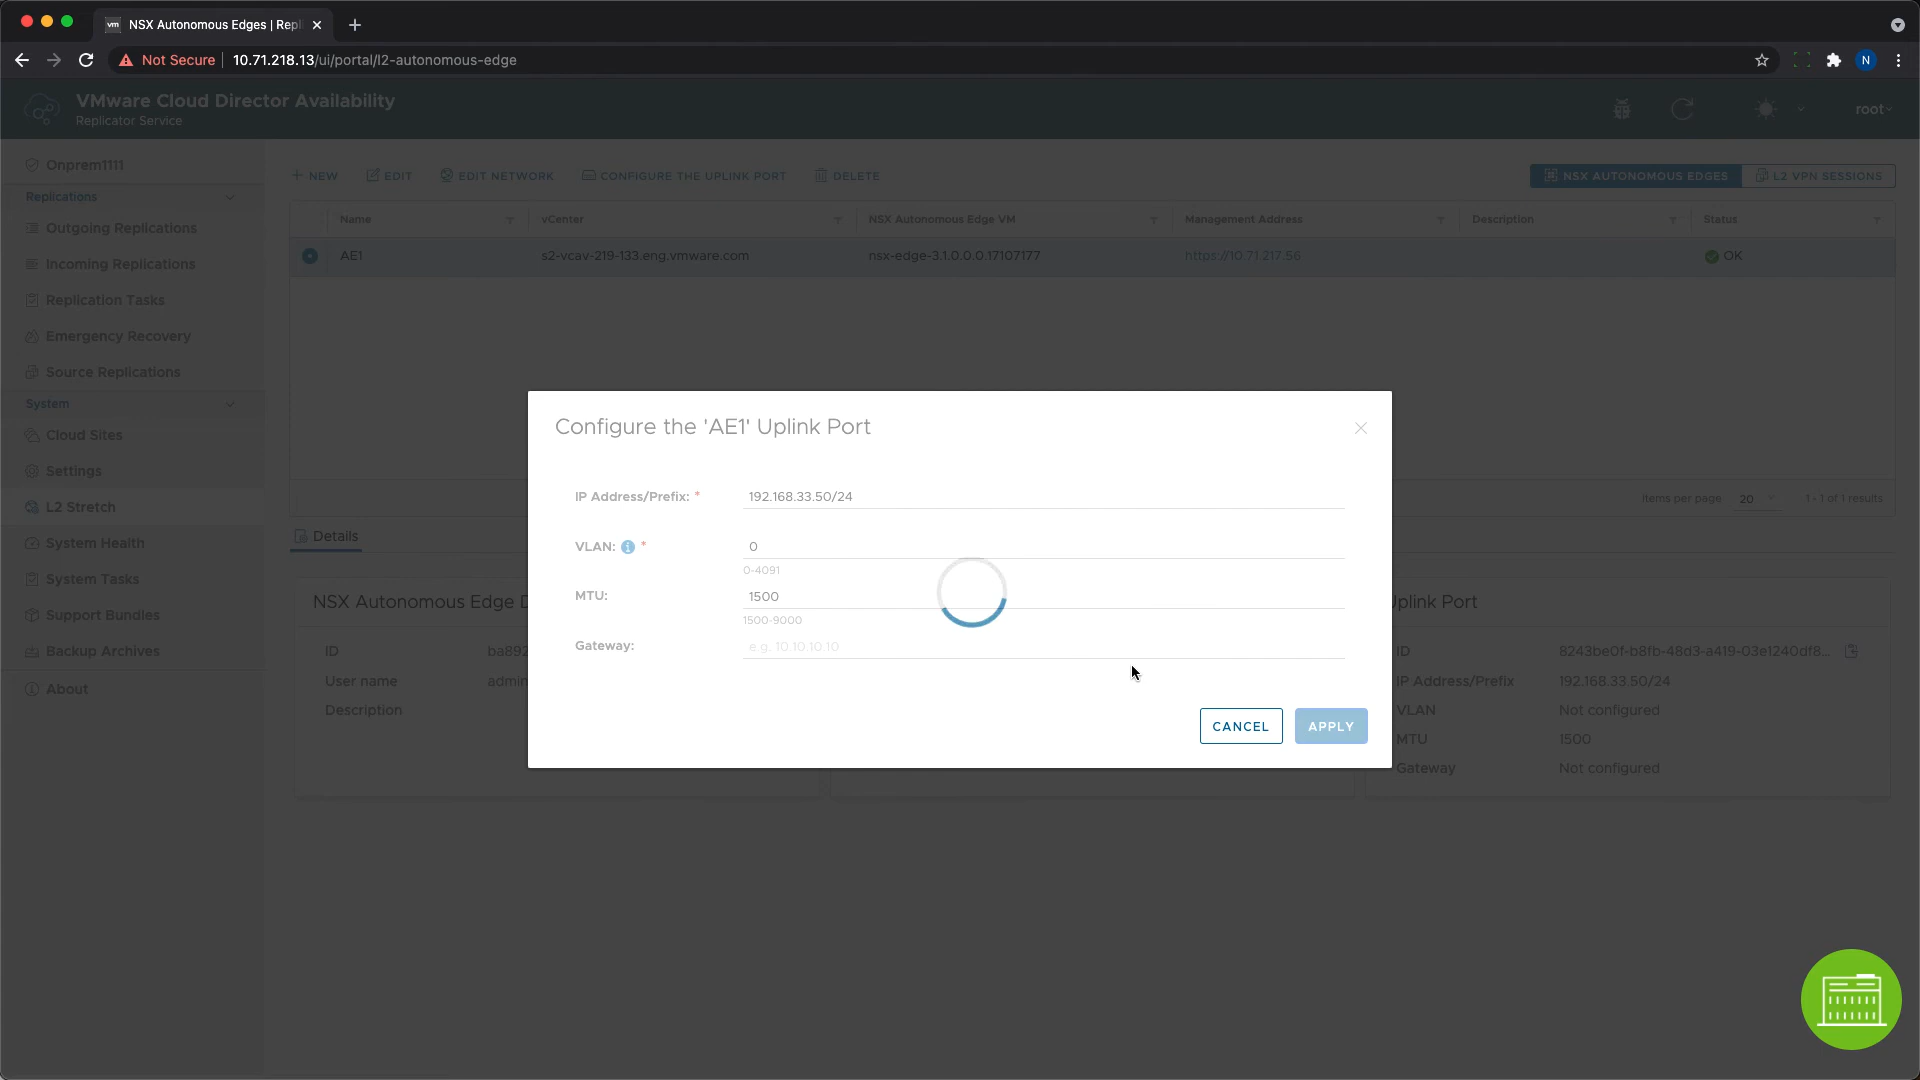 vm NSX Autonomous Edges | Repl
Not Secure 10.71.218.13/ui/portal/l2-autonomous-edge
N
VMware Cloud Director Availability
Replicator Service
root
Onprem1111
Replications
Outgoing Replications
Incoming Replications
Replication Tasks
Emergency Recovery
Source Replications
System
Cloud Sites
Settings
L2 Stretch
System Health
System Tasks
Support Bundles
Backup Archives
About
NEW EDIT EDIT NETWORK CONFIGURE THE UPLINK PORT DELETE NSX AUTONOMOUS EDGES L2 VPN SESSIONS
Name vCenter NSX Autonomous Edge VM Management Address Description Status
AE1 s2-vcav-219-133.eng.vmware.com nsx-edge-3.1.0.0.0.17107177 https://10.71.217.56 OK
Items per page 20 1 - 1 of 1 results
Details
NSX Autonomous Edge D
ID ba892
User name admin
Description
Configure the 'AE1' Uplink Port
IP Address/Prefix: * 192.168.33.50/24
VLAN: * 0
0-4091
MTU: 1500
1500-9000
Gateway: e.g. 10.10.10.10
CANCEL APPLY
Uplink Port
ID 8243be0f-b8fb-48d3-a419-03e1240df8...
IP Address/Prefix 192.168.33.50/24
VLAN Not configured
MTU 1500
Gateway Not configured